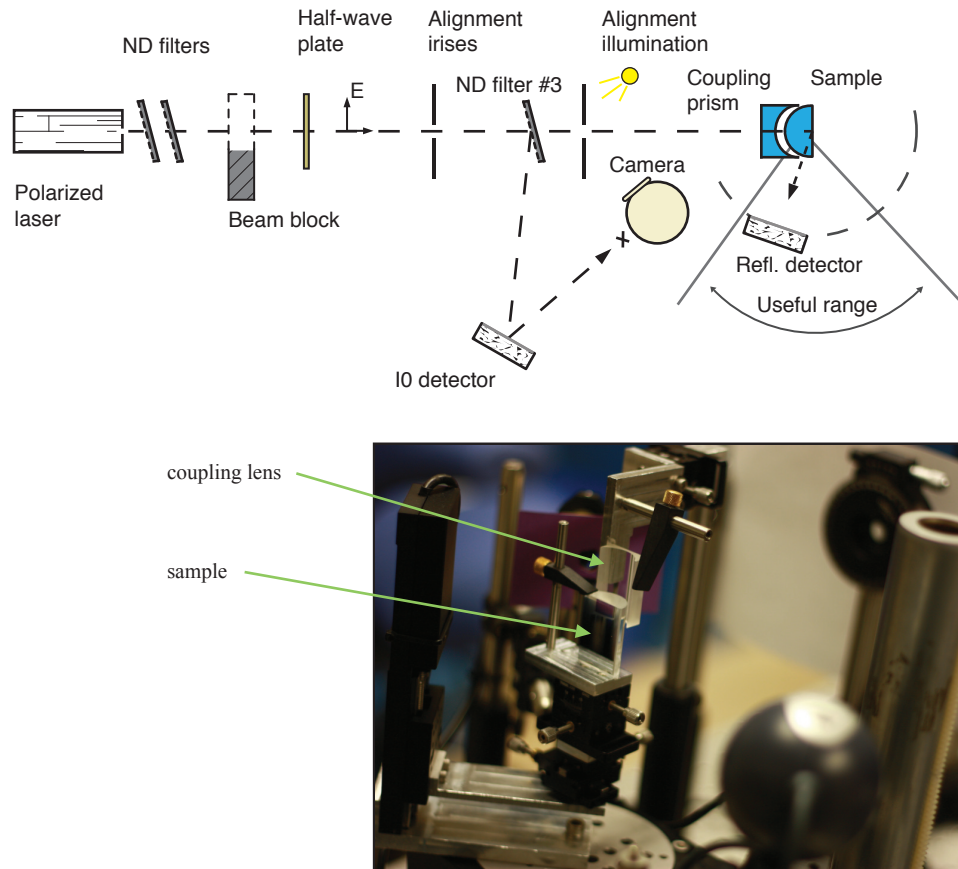 ND filters
Half-wave
plate
Alignment
irises
Alignment
illumination
E
ND filter #3
Coupling
prism
Sample
Polarized
laser
Beam block
Camera
Refl. detector
Useful range
I0 detector
coupling lens
sample